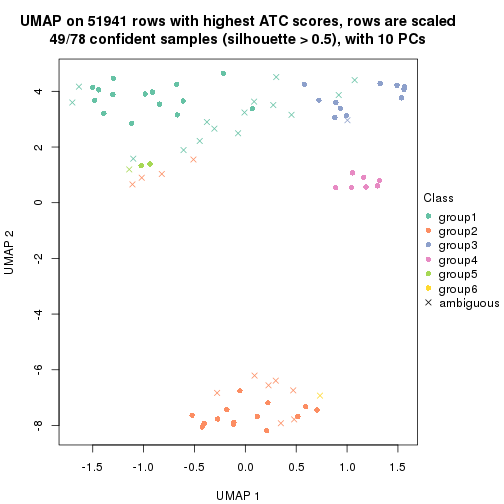 UMAP on 51941 rows with highest ATC scores, rows are scaled
49/78 confident samples (silhouette > 0.5), with 10 PCs
4
2
0
-2
-4
-6
-8
UMAP 2
-1.5 -1.0 -0.5 0.0 0.5 1.0 1.5
UMAP 1
Class
group1
group2
group3
group4
group5
group6
ambiguous